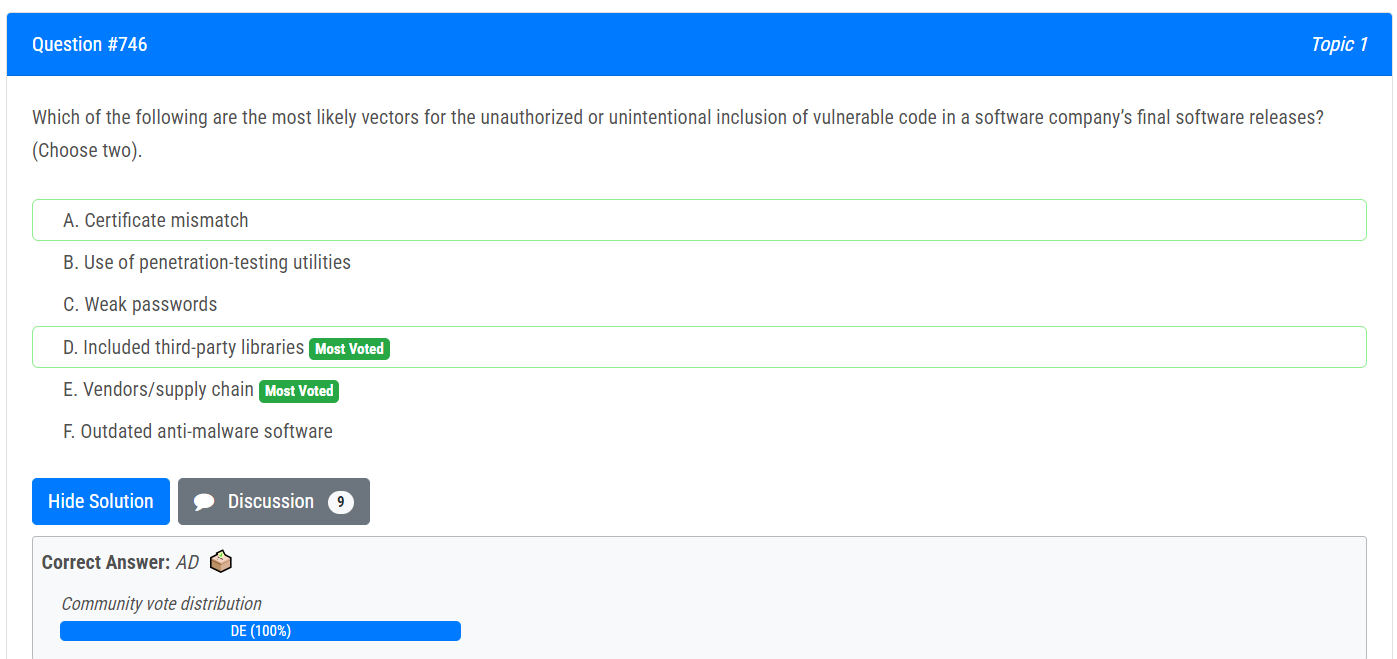 Question #746
Topic 1
Which of the following are the most likely vectors for the unauthorized or unintentional inclusion of vulnerable code in a software company’s final software releases?
(Choose two).
A. Certificate mismatch
B. Use of penetration-testing utilities
C. Weak passwords
D. Included third-party libraries Most Voted
E. Vendors/supply chain Most Voted
F. Outdated anti-malware software
Hide Solution
Discussion 9
Correct Answer: AD
Community vote distribution
DE (100%)